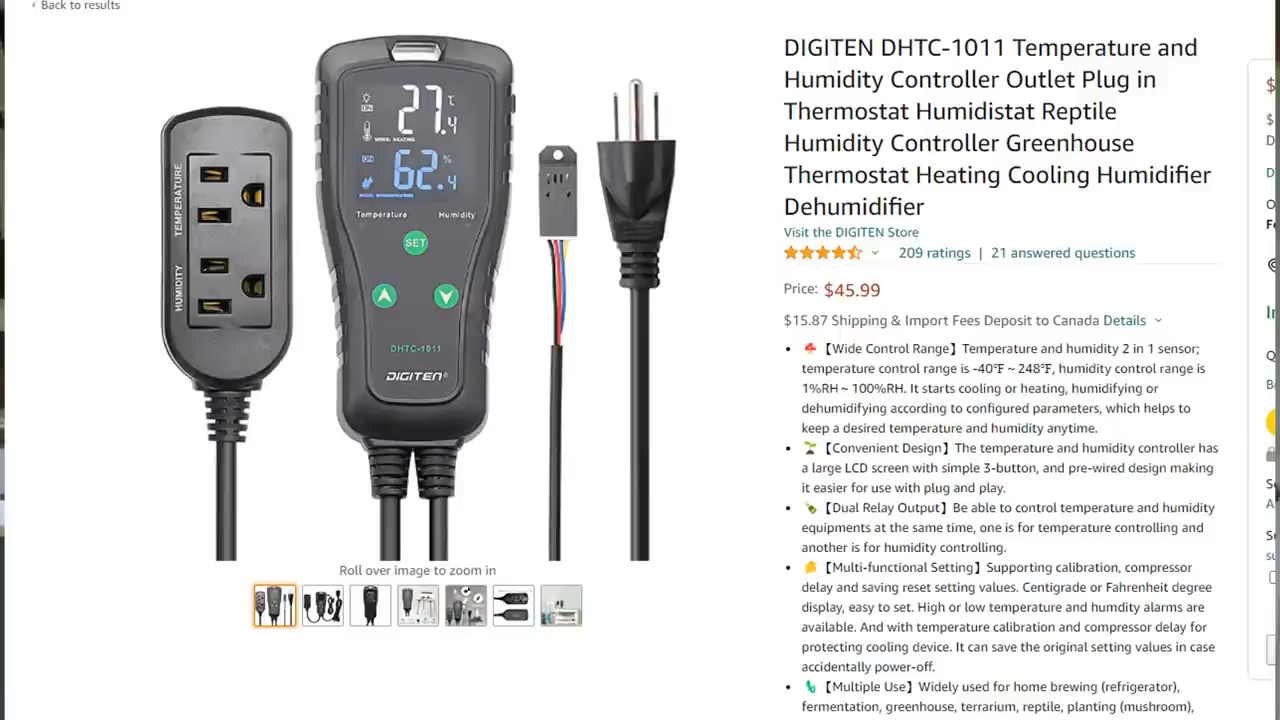 ‹ Back to results
TEMPERATURE
HUMIDITY
27.4 ℃
WORK HEATING
62.4 %
Temperature Humidity
SET
DHTC-1011
DIGITEN®
Roll over image to zoom in
DIGITEN DHTC-1011 Temperature and
Humidity Controller Outlet Plug in
Thermostat Humidistat Reptile
Humidity Controller Greenhouse
Thermostat Heating Cooling Humidifier
Dehumidifier
Visit the DIGITEN Store
209 ratings | 21 answered questions
Price: $45.99
$15.87 Shipping & Import Fees Deposit to Canada Details
• 【Wide Control Range】Temperature and humidity 2 in 1 sensor;
temperature control range is -40℉ ~ 248℉, humidity control range is
1%RH ~ 100%RH. It starts cooling or heating, humidifying or
dehumidifying according to configured parameters, which helps to
keep a desired temperature and humidity anytime.
• 【Convenient Design】The temperature and humidity controller has
a large LCD screen with simple 3-button, and pre-wired design making
it easier for use with plug and play.
• 【Dual Relay Output】Be able to control temperature and humidity
equipments at the same time, one is for temperature controlling and
another is for humidity controlling.
• 【Multi-functional Setting】Supporting calibration, compressor
delay and saving reset setting values. Centigrade or Fahrenheit degree
display, easy to set. High or low temperature and humidity alarms are
available. And with temperature calibration and compressor delay for
protecting cooling device. It can save the original setting values in case
accidentally power-off.
• 【Multiple Use】Widely used for home brewing (refrigerator),
fermentation, greenhouse, terrarium, reptile, planting (mushroom),